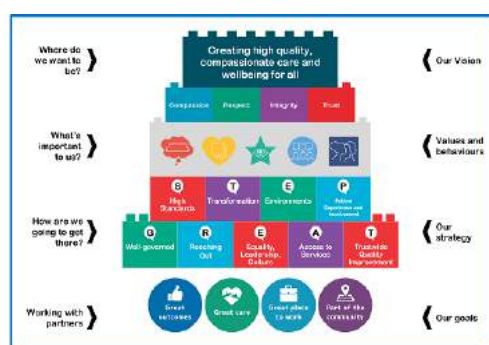 Where do
we want to
be?
Creating high quality,
compassionate care and
wellbeing for all
Our Vision
Compassion
Respect
Integrity
Trust
What's
important
to us?
Values and
behaviours
S
High
Standards
T
Transformation
E
Environments
P
Patient
Experience and
Involvement
How are we
going to get
there?
G
Well-governed
R
Reaching
Out
E
Equality,
Leadership,
Culture
A
Access to
Services
T
Trustwide
Quality
Improvement
Our
strategy
Working with
partners
Great
outcomes
Great care
Great place
to work
Part of the
community
Our goals